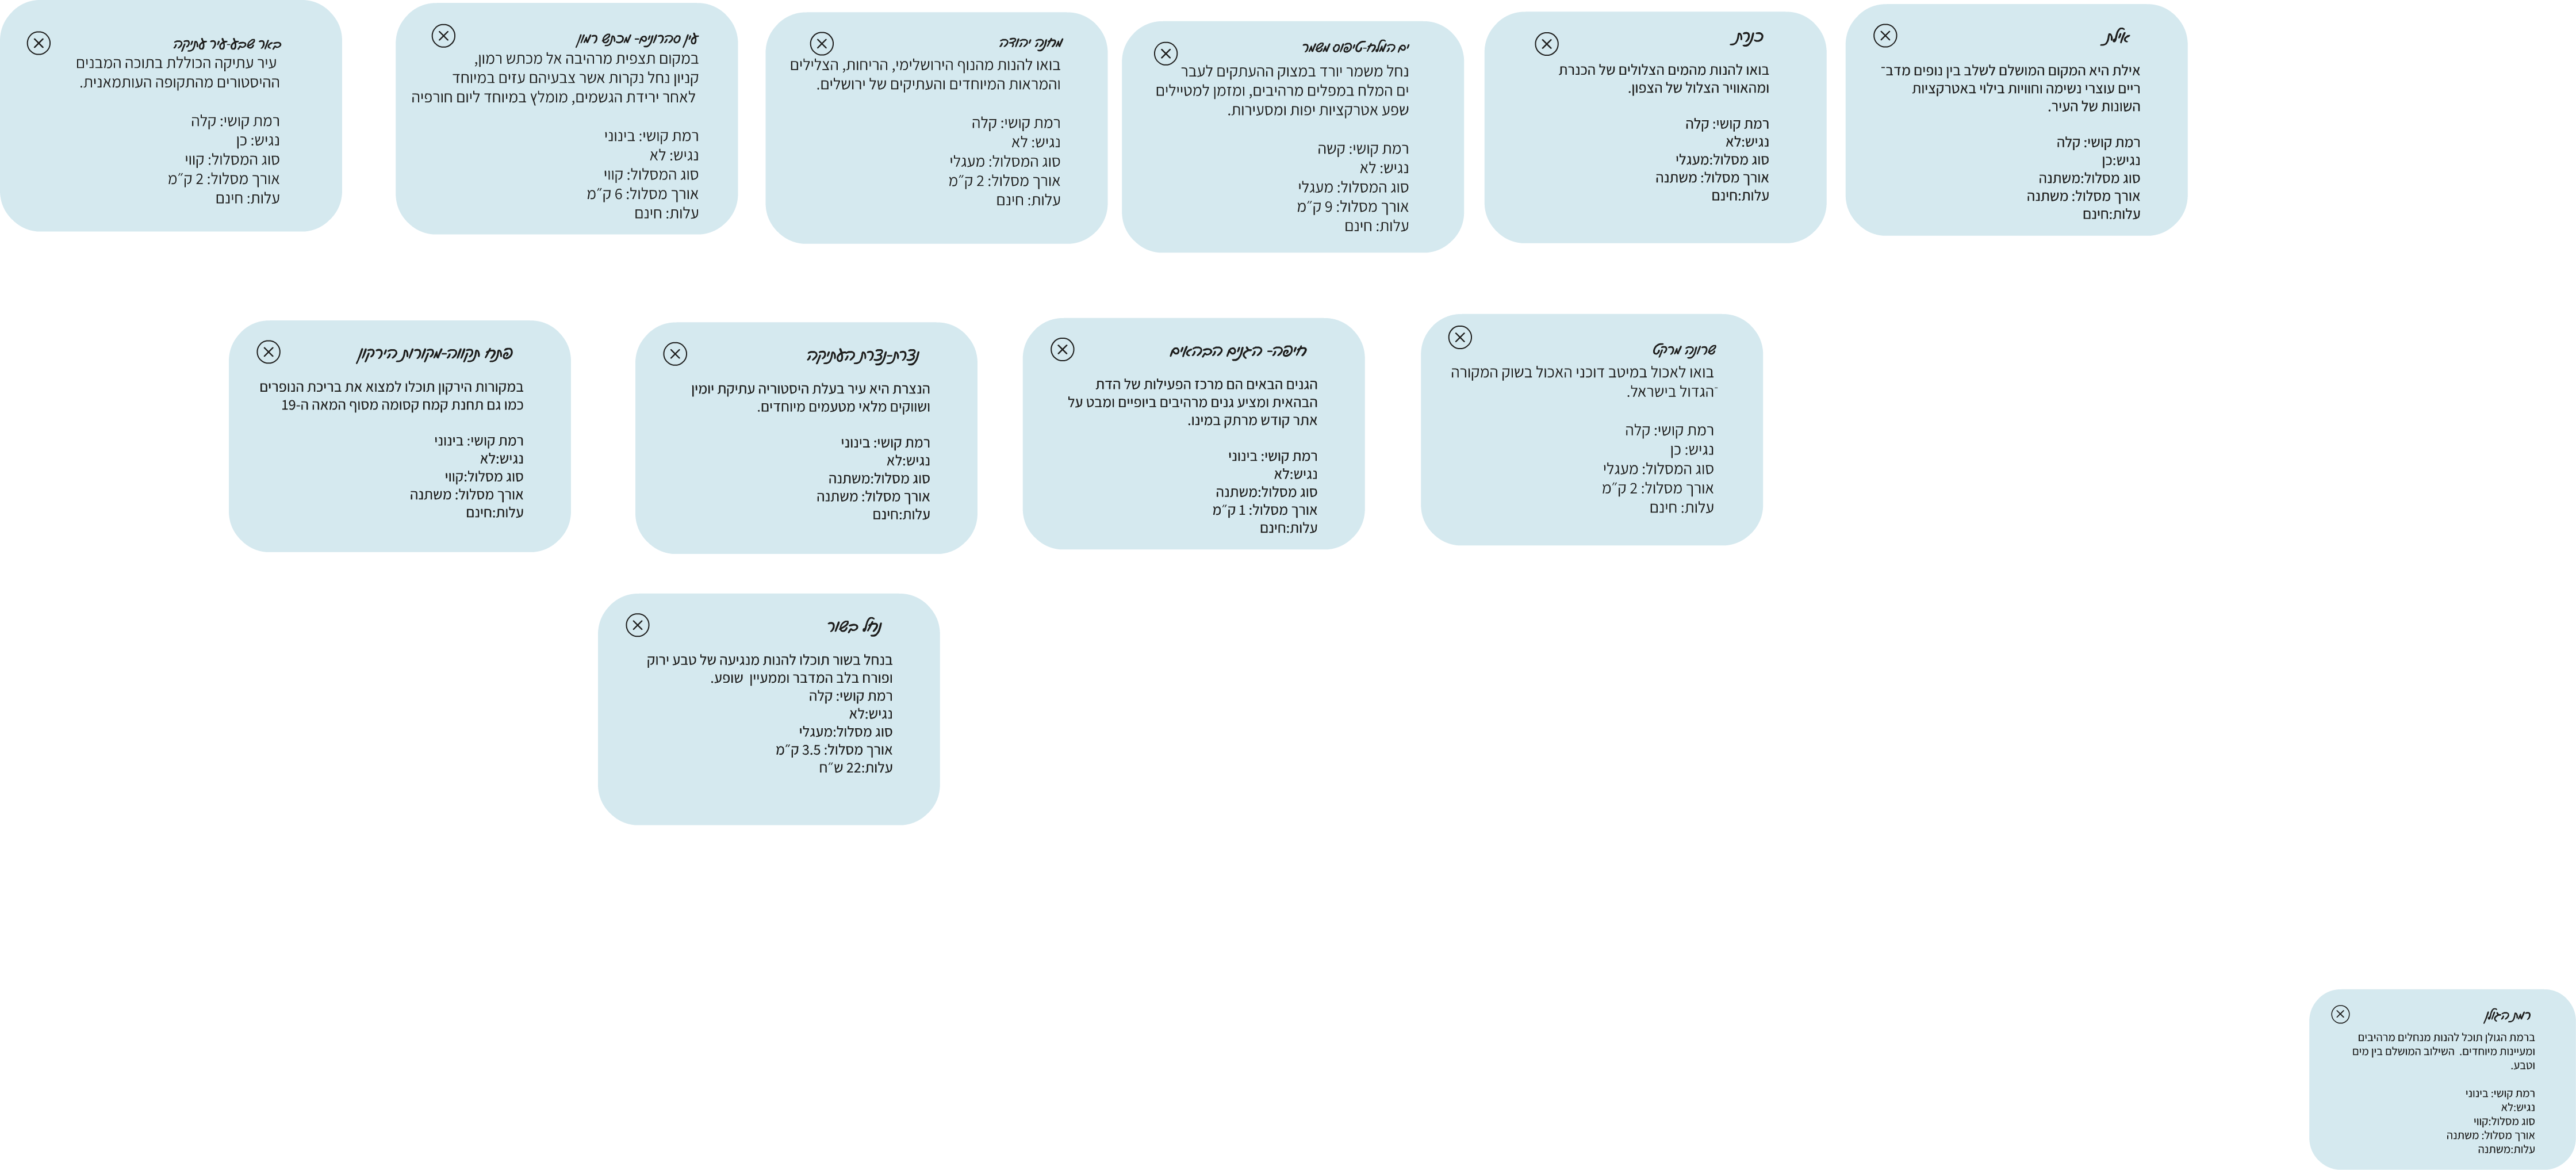 אילת
אילת היא המקום המושלם לשלב בין נופים מדב-
ריים עוצרי נשימה וחוויות בילוי באטרקציות
השונות של העיר.
רמת קושי: קלה
נגיש:כן
סוג מסלול:משתנה
אורך מסלול: משתנה
עלות:חינם
כנרת
בואו להנות מהמים הצלולים של הכנרת
ומהאוויר הצלול של הצפון.
רמת קושי: קלה
נגיש:לא
סוג מסלול:מעגלי
אורך מסלול: משתנה
עלות:חינם
ים המלח-טיפוס משמר
נחל משמר יורד במצוק ההעתקים לעבר
ים המלח במפלים מרהיבים, ומזמן למטיילים
שפע אטרקציות יפות ומסעירות.
רמת קושי: קשה
נגיש: לא
סוג המסלול: מעגלי
אורך מסלול: 9 ק״מ
עלות: חינם
מחנה יהודה
בואו להנות מהנוף הירושלימי, הריחות, הצלילים
והמראות המיוחדים והעתיקים של ירושלים.
רמת קושי: קלה
נגיש: לא
סוג המסלול: מעגלי
אורך מסלול: 2 ק״מ
עלות: חינם
עין סהרונים- מכתש רמון
במקום תצפית מרהיבה אל מכתש רמון,
קניון נחל נקרות אשר צבעיהם עזים במיוחד
לאחר ירידת הגשמים, מומלץ במיוחד ליום חורפיה
רמת קושי: בינוני
נגיש: לא
סוג המסלול: קווי
אורך מסלול: 6 ק״מ
עלות: חינם
באר שבע-עיר עתיקה
עיר עתיקה הכוללת בתוכה המבנים
ההיסטורים מהתקופה העותמאנית.
רמת קושי: קלה
נגיש: כן
סוג המסלול: קווי
אורך מסלול: 2 ק״מ
עלות: חינם
שרונה מרקט
בואו לאכול במיטב דוכני האכול בשוק המקורה
-הגדול בישראל.
רמת קושי: קלה
נגיש: כן
סוג המסלול: מעגלי
אורך מסלול: 2 ק״מ
עלות: חינם
חיפה- הגנים הבהאים
הגנים הבאים הם מרכז הפעילות של הדת
הבהאית ומציע גנים מרהיבים ביופיים ומבט על
אתר קודש מרתק במינו.
רמת קושי: בינוני
נגיש:לא
סוג מסלול:משתנה
אורך מסלול: 1 ק״מ
עלות:חינם
נצרת-נצרת העתיקה
הנצרת היא עיר בעלת היסטוריה עתיקת יומין
ושווקים מלאי מטעמים מיוחדים.
רמת קושי: בינוני
נגיש:לא
סוג מסלול:משתנה
אורך מסלול: משתנה
עלות:חינם
פתח תקווה-מקורות הירקון
במקורות הירקון תוכלו למצוא את בריכת הנופרים
כמו גם תחנת קמח קסומה מסוף המאה ה-19
רמת קושי: בינוני
נגיש:לא
סוג מסלול:קווי
אורך מסלול: משתנה
עלות:חינם
נחל בשור
בנחל בשור תוכלו להנות מנגיעה של טבע ירוק
ופורח בלב המדבר וממעיין  שופע.
רמת קושי: קלה
נגיש:לא
סוג מסלול:מעגלי
אורך מסלול: 3.5 ק״מ
עלות:22 ש״ח
רמת הגולן
ברמת הגולן תוכל להנות מנחלים מרהיבים
ומעיינות מיוחדים.  השילוב המושלם בין מים
וטבע.
רמת קושי: בינוני
נגיש:לא
סוג מסלול:קווי
אורך מסלול: משתנה
עלות:משתנה